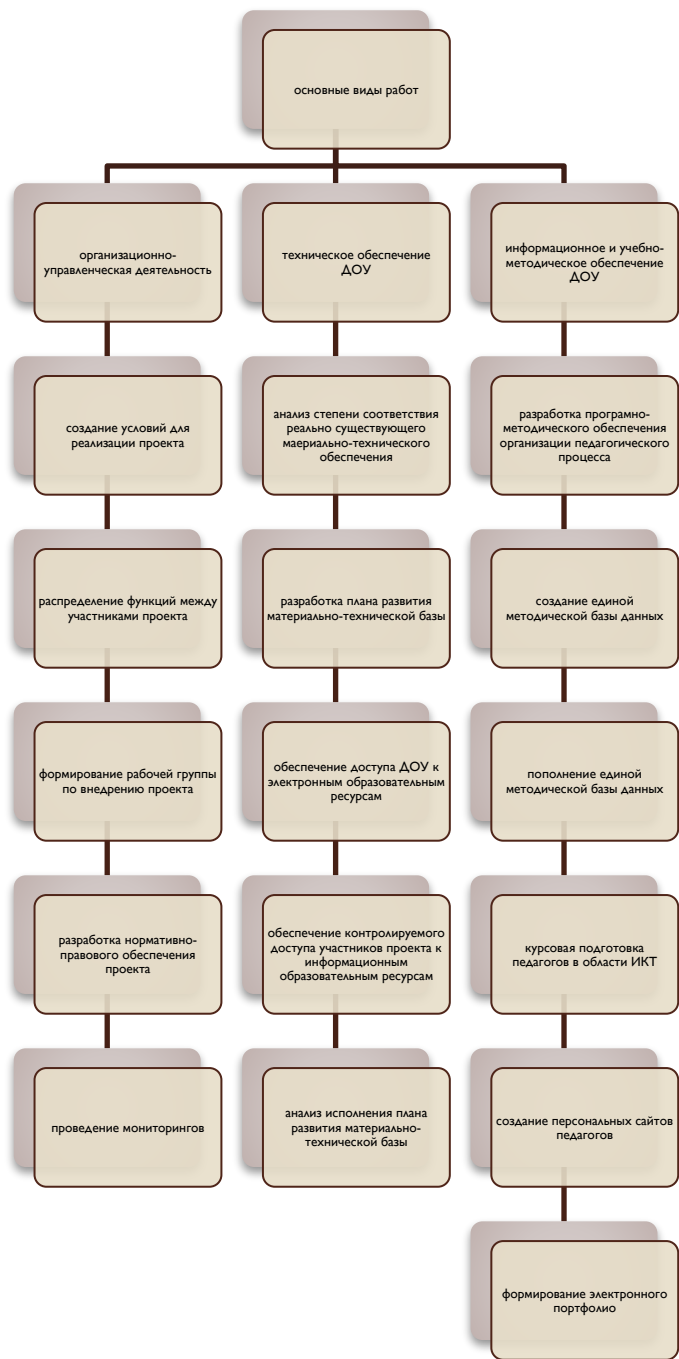 основные виды работ
организационно-
управленческая деятельность
создание условий для
реализации проекта
распределение функций между
участниками проекта
формирование рабочей группы
по внедрению проекта
разработка нормативно-
правового обеспечения
проекта
проведение мониторингов
техническое обеспечение
ДОУ
анализ степени соответствия
реально существующего
маериально-технического
обеспечения
разработка плана развития
материально-технической базы
обеспечение доступа ДОУ к
электронным образовательным
ресурсам
обеспечение контролируемого
доступа участников проекта к
информационным
образовательным ресурсам
анализ исполнения плана
развития материально-
технической базы
информационное и учебно-
методическое обеспечение
ДОУ
разработка програмно-
методического обеспечения
организации педагогического
процесса
создание единой
методической базы данных
пополнение единой
методической базы данных
курсовая подготовка
педагогов в области ИКТ
создание персональных сайтов
педагогов
формирование электронного
портфолио